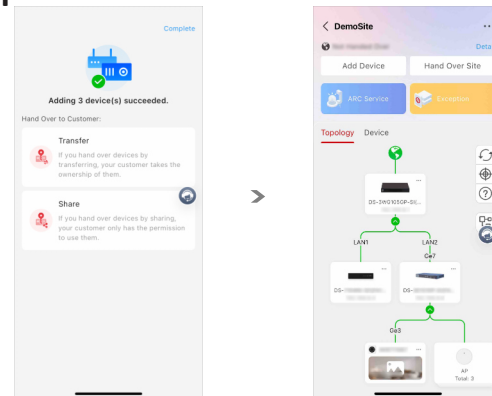 Complete
Adding 3 device(s) succeeded.
Hand Over to Customer:
Transfer
If you hand over devices by
transferring, your customer takes the
ownership of them.
Share
If you hand over devices by sharing,
your customer only has the permission
to use them.
>
DemoSite
Detai
Add Device
Hand Over Site
ARC Service
Exception
Topology
Device
LAN1
LAN2
Ge7
DS-
DS-
Ge3
AP
Total: 3